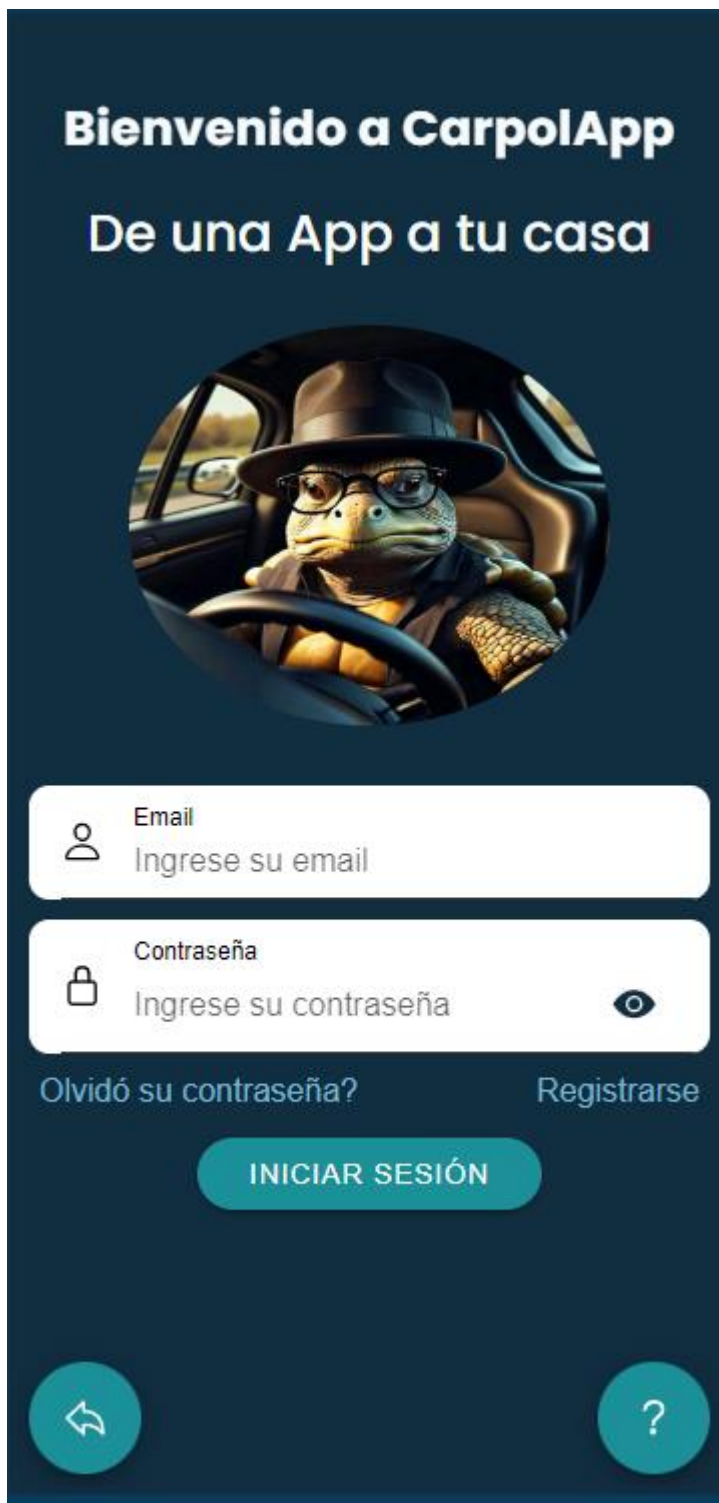 Bienvenido a CarpolApp
De una App a tu casa
Email
Ingrese su email
Contraseña
Ingrese su contraseña
Olvidó su contraseña? Registrarse
INICIAR SESIÓN
?